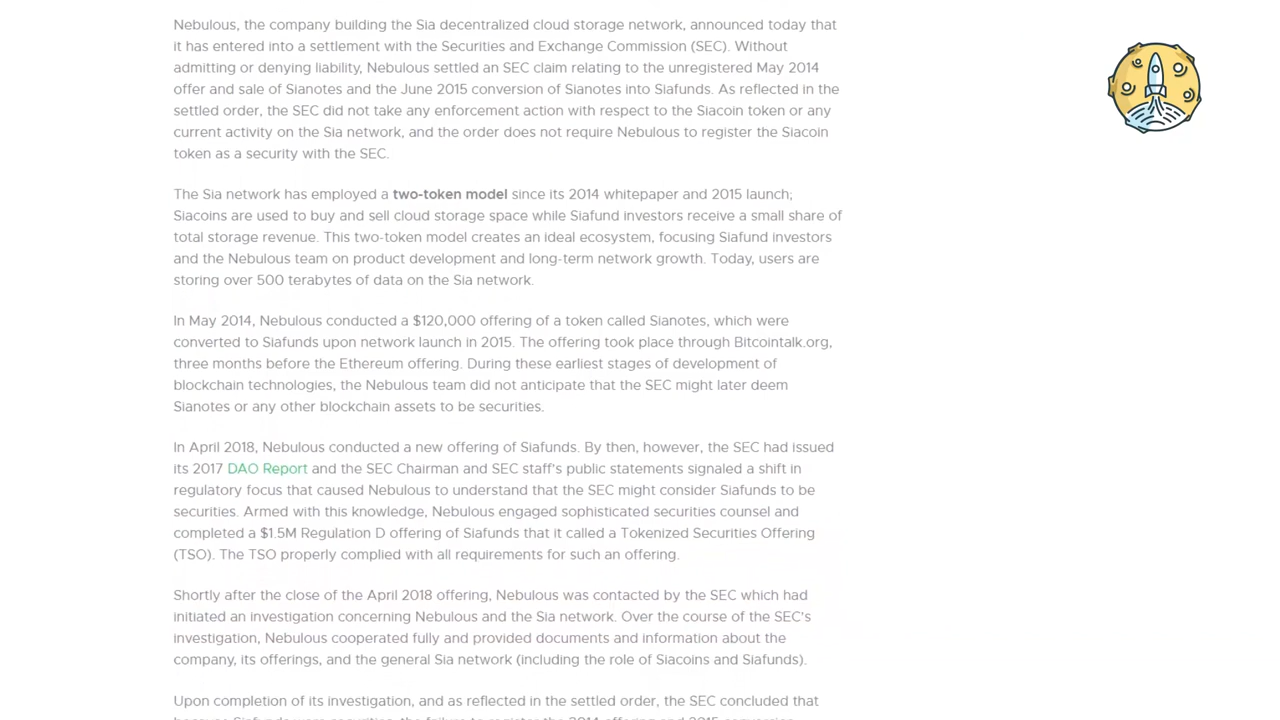 Nebulous, the company building the Sia decentralized cloud storage network, announced today that
it has entered into a settlement with the Securities and Exchange Commission (SEC). Without
admitting or denying liability, Nebulous settled an SEC claim relating to the unregistered May 2014
offer and sale of Sianotes and the June 2015 conversion of Sianotes into Siafunds. As reflected in the
settled order, the SEC did not take any enforcement action with respect to the Siacoin token or any
current activity on the Sia network, and the order does not require Nebulous to register the Siacoin
token as a security with the SEC.
The Sia network has employed a two-token model since its 2014 whitepaper and 2015 launch;
Siacoins are used to buy and sell cloud storage space while Siafund investors receive a small share of
total storage revenue. This two-token model creates an ideal ecosystem, focusing Siafund investors
and the Nebulous team on product development and long-term network growth. Today, users are
storing over 500 terabytes of data on the Sia network.
In May 2014, Nebulous conducted a $120,000 offering of a token called Sianotes, which were
converted to Siafunds upon network launch in 2015. The offering took place through Bitcointalk.org,
three months before the Ethereum offering. During these earliest stages of development of
blockchain technologies, the Nebulous team did not anticipate that the SEC might later deem
Sianotes or any other blockchain assets to be securities.
In April 2018, Nebulous conducted a new offering of Siafunds. By then, however, the SEC had issued
its 2017 DAO Report and the SEC Chairman and SEC staff's public statements signaled a shift in
regulatory focus that caused Nebulous to understand that the SEC might consider Siafunds to be
securities. Armed with this knowledge, Nebulous engaged sophisticated securities counsel and
completed a $1.5M Regulation D offering of Siafunds that it called a Tokenized Securities Offering
(TSO). The TSO properly complied with all requirements for such an offering.
Shortly after the close of the April 2018 offering, Nebulous was contacted by the SEC which had
initiated an investigation concerning Nebulous and the Sia network. Over the course of the SEC's
investigation, Nebulous cooperated fully and provided documents and information about the
company, its offerings, and the general Sia network (including the role of Siacoins and Siafunds).
Upon completion of its investigation, and as reflected in the settled order, the SEC concluded that